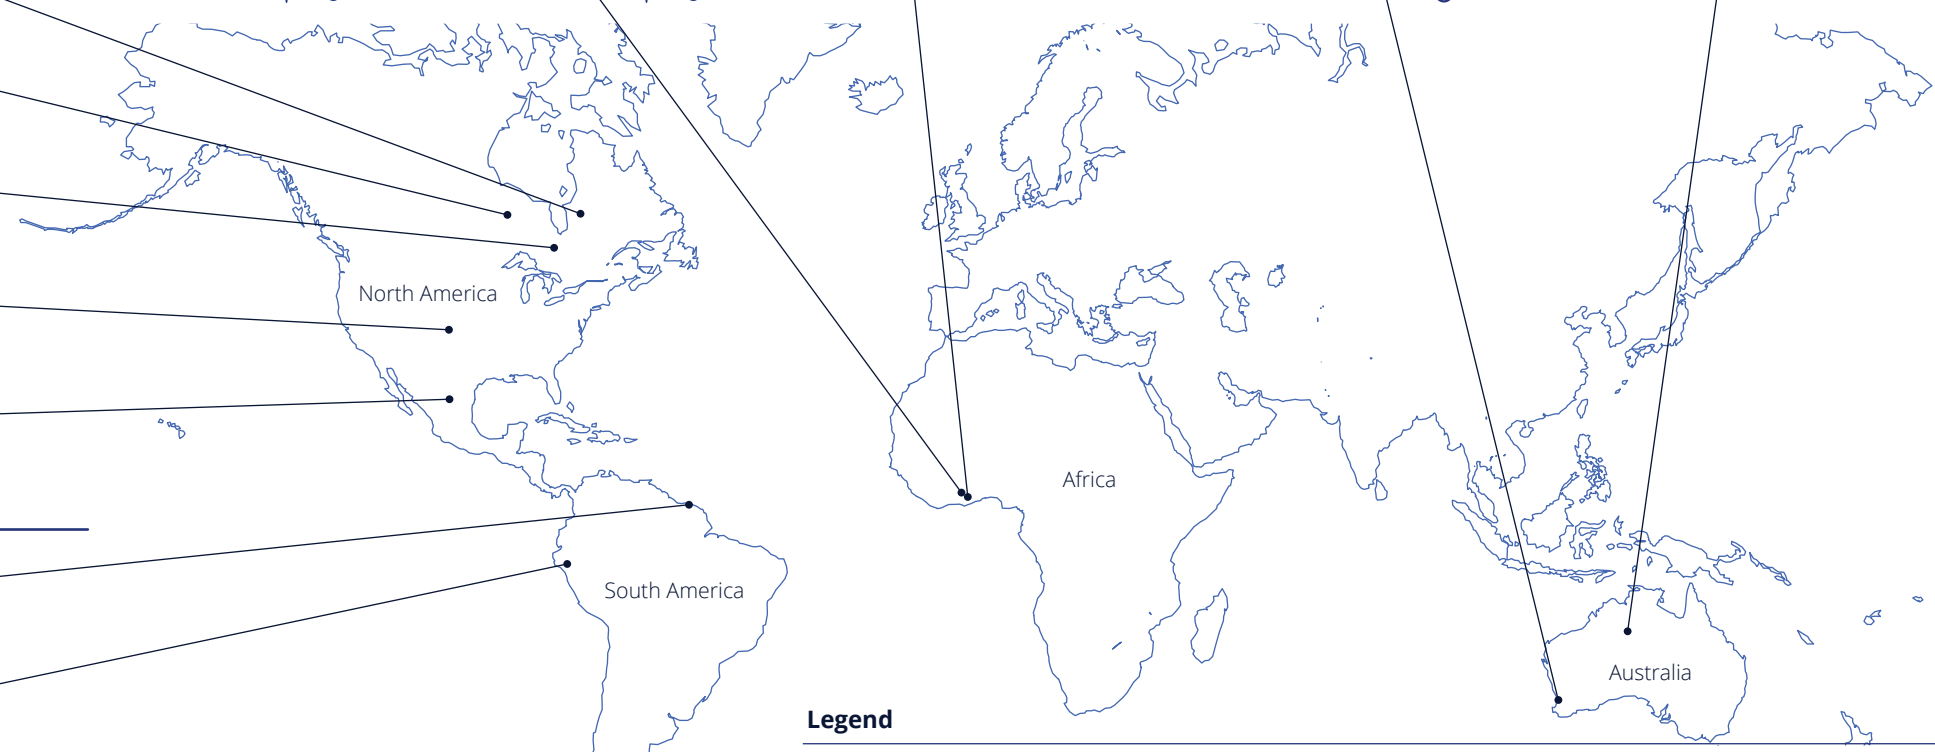 North America
Africa
South America
Australia
Legend